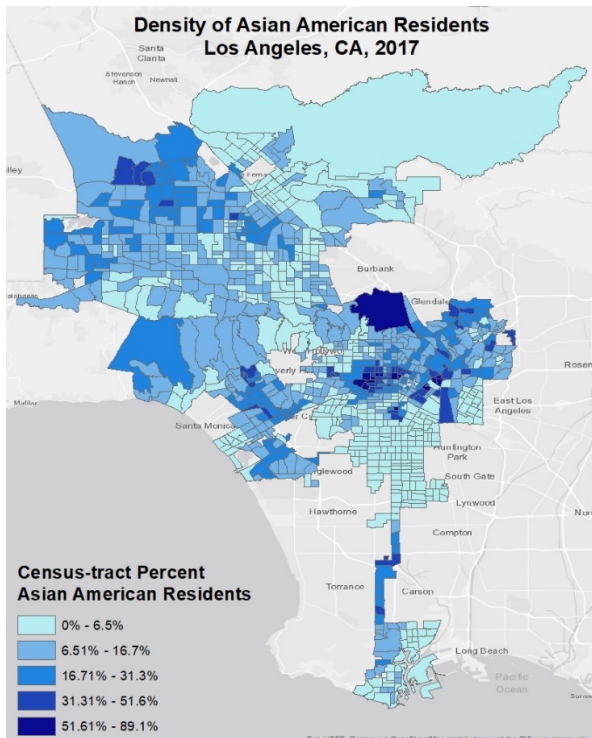 Density of Asian American Residents
Los Angeles, CA, 2017
Santa
Clarita
Stevenson
Ranch
Newhall
Burbank
Glendale
Rosem
East Los
Angeles
Santa Monica
Malibu
Huntington
Park
South Gate
Lynwood
Hawthorne
Compton
Torrance
Carson
Long Beach
Pacific
Ocean
Census-tract Percent
Asian American Residents
0% - 6.5%
6.51% - 16.7%
16.71% - 31.3%
31.31% - 51.6%
51.61% - 89.1%